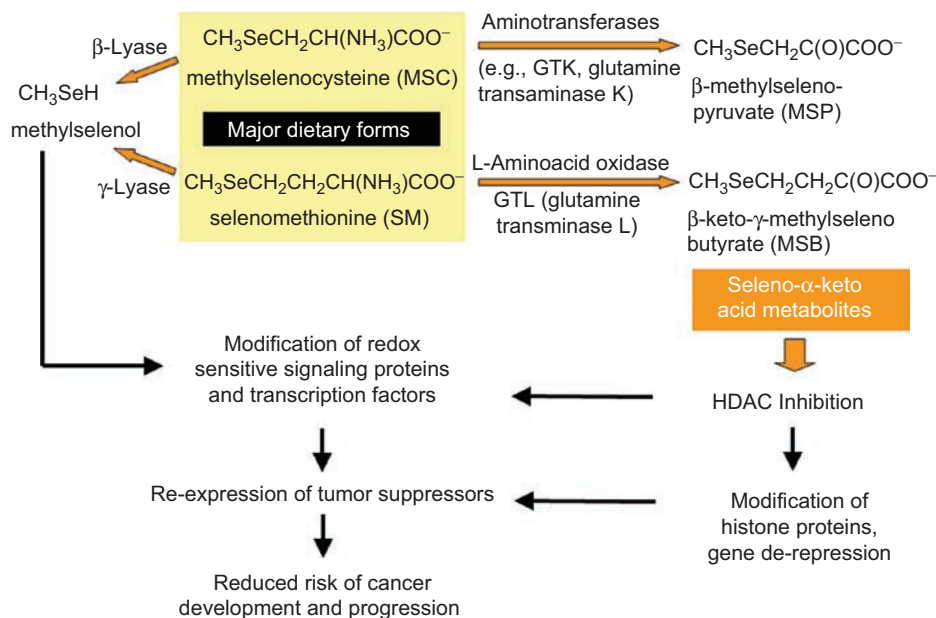 β-Lyase
CH₃SeH
methylselenol
γ-Lyase
CH₃SeCH₂CH(NH₃)COO⁻
methylselenocysteine (MSC)
Major dietary forms
CH₃SeCH₂CH₂CH(NH₃)COO⁻
selenomethionine (SM)
Aminotransferases
(e.g., GTK, glutamine
transaminase K)
L-Aminoacid oxidase
GTL (glutamine
transminase L)
CH₃SeCH₂C(O)COO⁻
β-methylseleno-
pyruvate (MSP)
CH₃SeCH₂CH₂C(O)COO⁻
β-keto-γ-methylseleno
butyrate (MSB)
Seleno-α-keto
acid metabolites
Modification of redox
sensitive signaling proteins
and transcription factors
HDAC Inhibition
Re-expression of tumor suppressors
Modification of
histone proteins,
gene de-repression
Reduced risk of cancer
development and progression